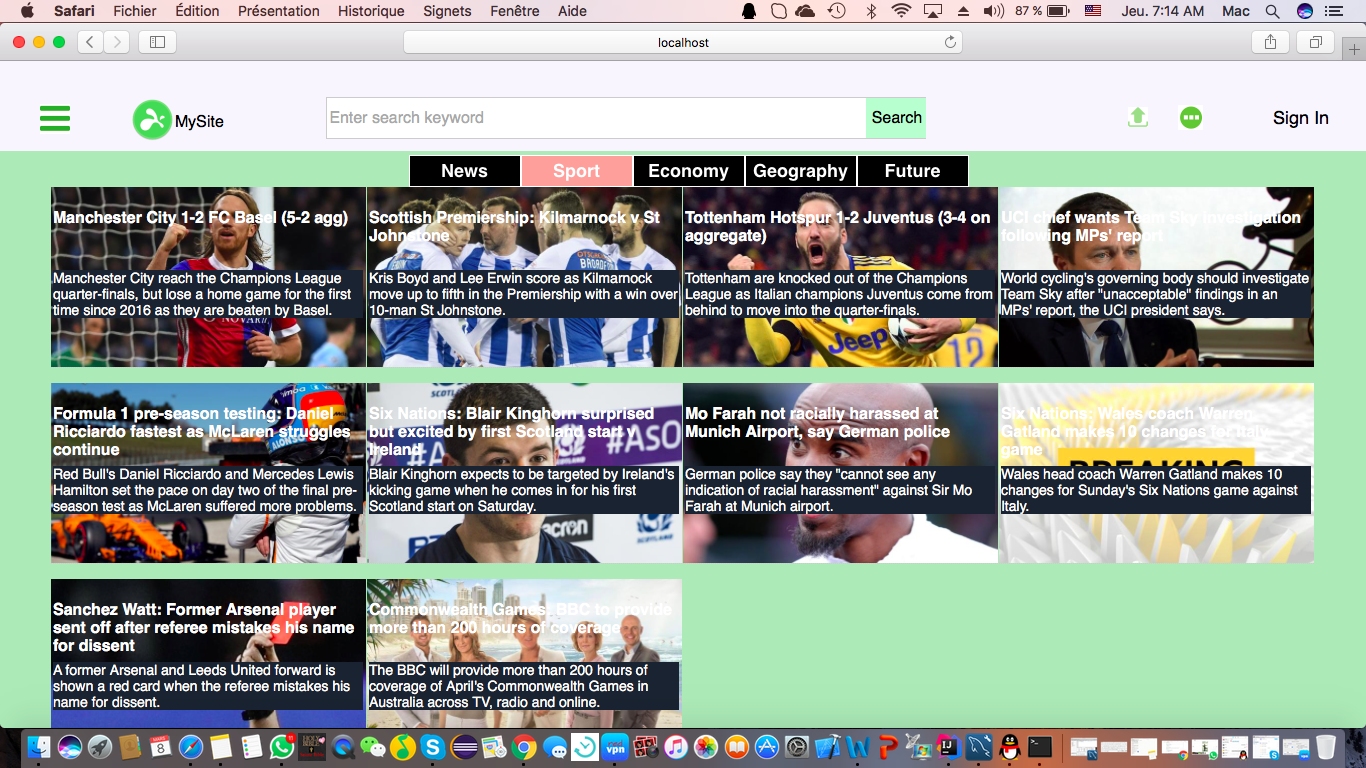 Safari Fichier Édition Présentation Historique Signets Fenêtre Aide 87 % Jeu. 7:14 AM Mac
localhost
MySite Enter search keyword Search Sign In
News Sport Economy Geography Future
Manchester City 1-2 FC Basel (5-2 agg)
Manchester City reach the Champions League
quarter-finals, but lose a home game for the first
time since 2016 as they are beaten by Basel.
Scottish Premiership: Kilmarnock v St
Johnstone
Kris Boyd and Lee Erwin score as Kilmarnock
move up to fifth in the Premiership with a win over
10-man St Johnstone.
Tottenham Hotspur 1-2 Juventus (3-4 on
aggregate)
Tottenham are knocked out of the Champions
League as Italian champions Juventus come from
behind to move into the quarter-finals.
Jeep
12
UCI chief wants Team Sky investigation
following MPs' report
World cycling's governing body should investigate
Team Sky after "unacceptable" findings in an
MPs' report, the UCI president says.
Formula 1 pre-season testing: Daniel
Ricciardo fastest as McLaren struggles
continue
Red Bull's Daniel Ricciardo and Mercedes Lewis
Hamilton set the pace on day two of the final pre-
season test as McLaren suffered more problems.
Six Nations: Blair Kinghorn surprised
but excited by first Scotland start v
Ireland
#ASO
Blair Kinghorn expects to be targeted by Ireland's
kicking game when he comes in for his first
Scotland start on Saturday.
SCOTLAND
Mo Farah not racially harassed at
Munich Airport, say German police
German police say they "cannot see any
indication of racial harassment" against Sir Mo
Farah at Munich airport.
Six Nations: Wales coach Warren
Gatland makes 10 changes for Italy
game
BREAKING
Wales head coach Warren Gatland makes 10
changes for Sunday's Six Nations game against
Italy.
Sanchez Watt: Former Arsenal player
sent off after referee mistakes his name
for dissent
A former Arsenal and Leeds United forward is
shown a red card when the referee mistakes his
name for dissent.
Commonwealth Games: BBC to provide
more than 200 hours of coverage
The BBC will provide more than 200 hours of
coverage of April's Commonwealth Games in
Australia across TV, radio and online.
8
vpn